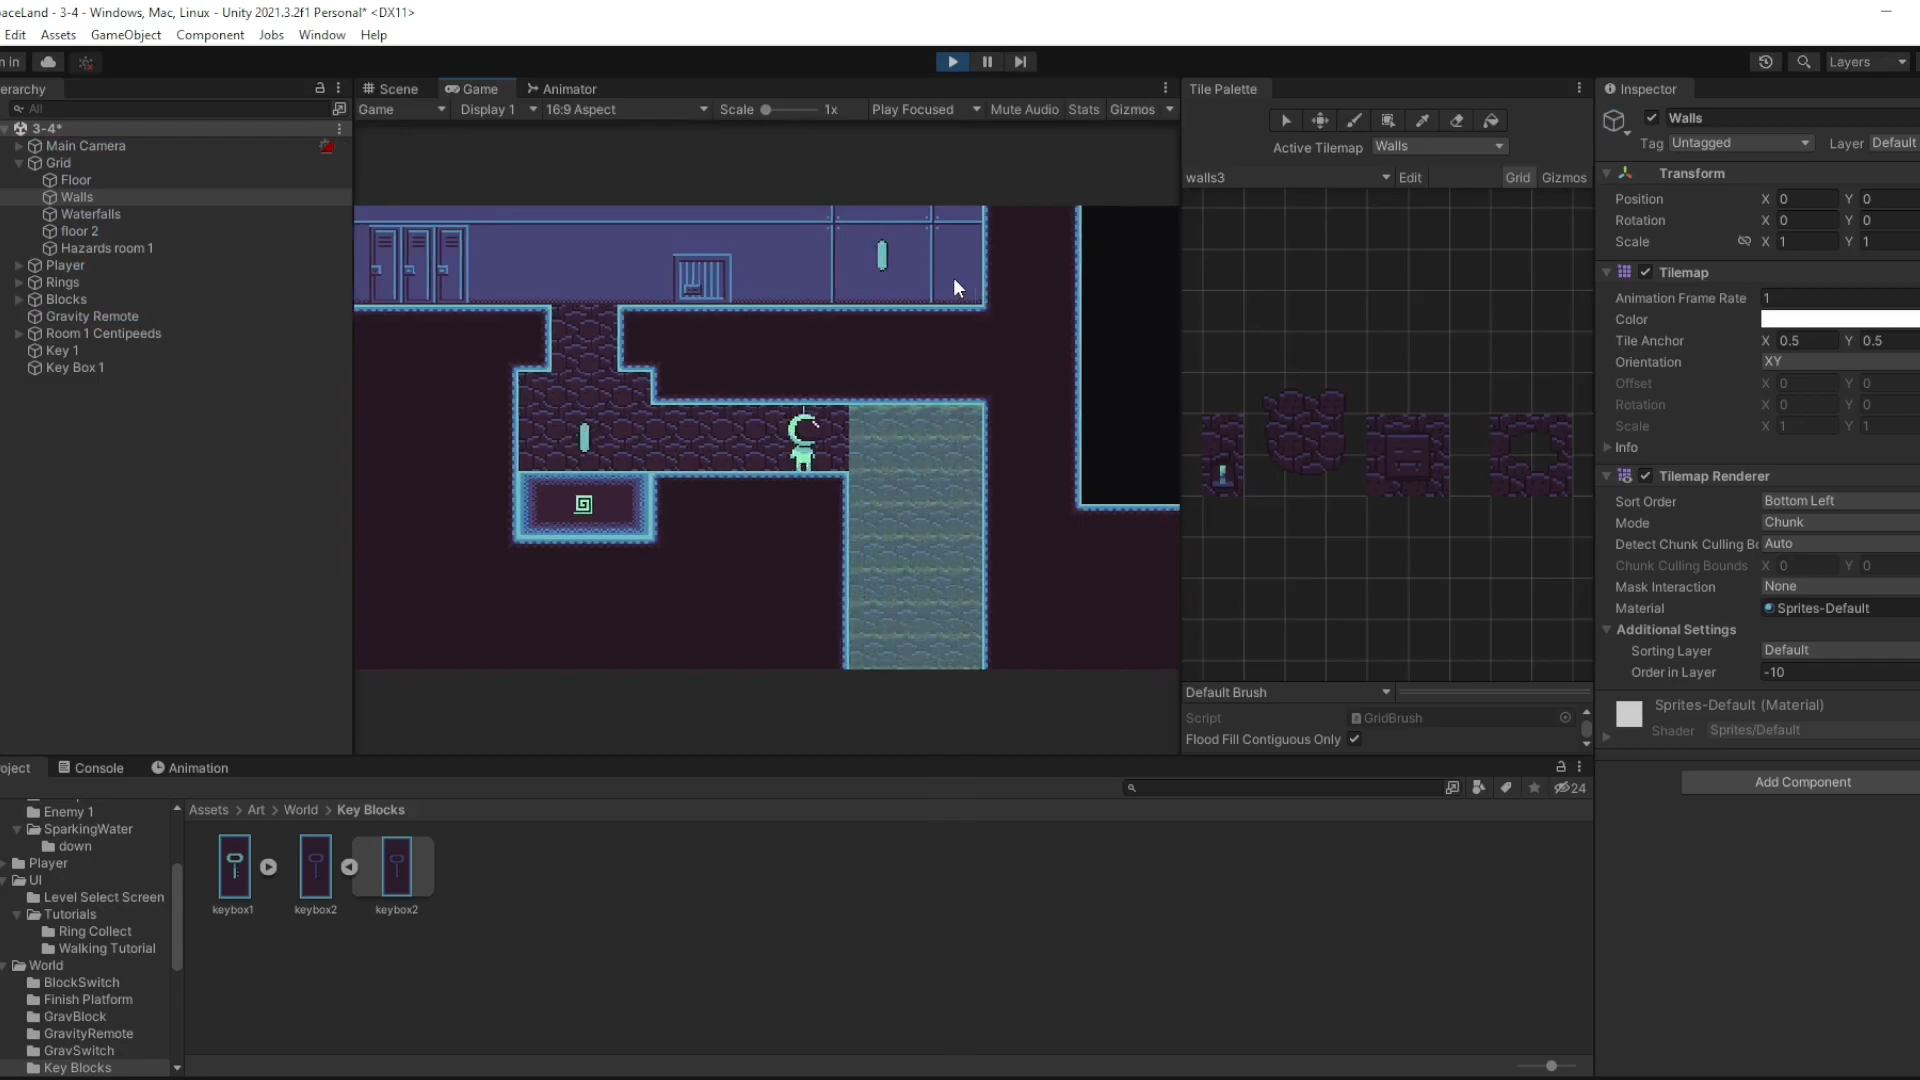 paceLand - 3-4 - Windows, Mac, Linux - Unity 2021.3.2f1 Personal* <DX11>
Edit Assets GameObject Component Jobs Window Help
n in
Layers
erarchy
All
3-4*
Main Camera
Grid
Floor
Walls
Waterfalls
floor 2
Hazards room 1
Player
Rings
Blocks
Gravity Remote
Room 1 Centipeeds
Key 1
Key Box 1
Scene Game Animator
Game Display 1 16:9 Aspect Scale 1x Play Focused Mute Audio Stats Gizmos
Tile Palette
Active Tilemap Walls
walls3 Edit Grid Gizmos
Default Brush
Script GridBrush
Flood Fill Contiguous Only
Inspector
Walls
Tag Untagged Layer Default
Transform
Position X 0 Y 0
Rotation X 0 Y 0
Scale X 1 Y 1
Tilemap
Animation Frame Rate 1
Color
Tile Anchor X 0.5 Y 0.5
Orientation XY
Offset X 0 Y 0
Rotation X 0 Y 0
Scale X 1 Y 1
Info
Tilemap Renderer
Sort Order Bottom Left
Mode Chunk
Detect Chunk Culling Bo Auto
Chunk Culling Bounds X 0 Y 0
Mask Interaction None
Material Sprites-Default
Additional Settings
Sorting Layer Default
Order in Layer -10
Sprites-Default (Material)
Shader Sprites/Default
Add Component
oject Console Animation
24
Enemy 1
SparkingWater
down
Player
UI
Level Select Screen
Tutorials
Ring Collect
Walking Tutorial
World
BlockSwitch
Finish Platform
GravBlock
GravityRemote
GravSwitch
Key Blocks
Assets > Art > World > Key Blocks
keybox1 keybox2 keybox2